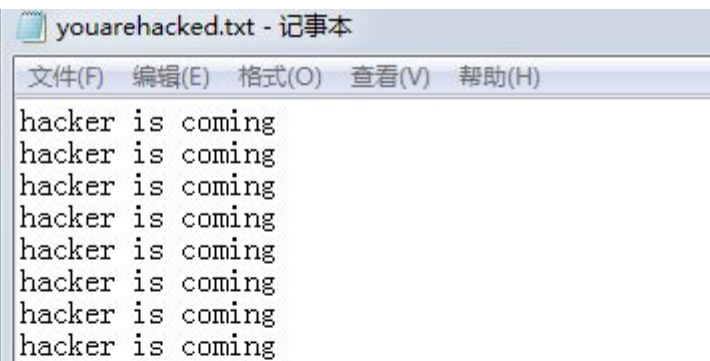 youarehacked.txt - 记事本
文件(F) 编辑(E) 格式(O) 查看(V) 帮助(H)
hacker is coming
hacker is coming
hacker is coming
hacker is coming
hacker is coming
hacker is coming
hacker is coming
hacker is coming